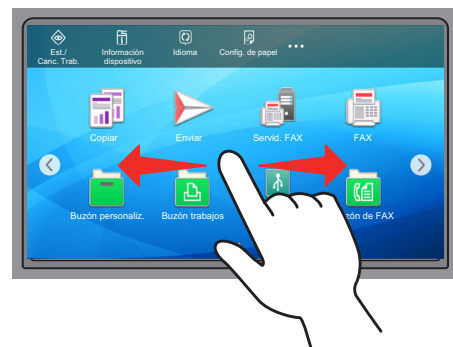 Est./
Canc. Trab.
Información
dispositivo
Idioma
Config. de papel
Copiar
Enviar
Servid. FAX
FAX
Buzón personaliz.
Buzón trabajos
de FAX